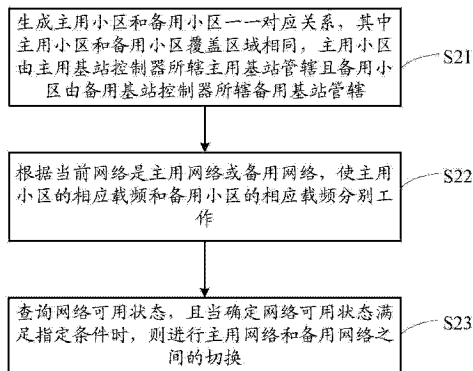 生成主用小区和备用小区一一对应关系，其中
主用小区和备用小区覆盖区域相同，主用小区
由主用基站控制器所辖主用基站管辖且备用小
区由备用基站控制器所辖备用基站管辖
S21
根据当前网络是主用网络或备用网络，使主用
小区的相应载频和备用小区的相应载频分别工
作
S22
查询网络可用状态，且当确定网络可用状态满
足指定条件时，则进行主用网络和备用网络之
间的切换
S23